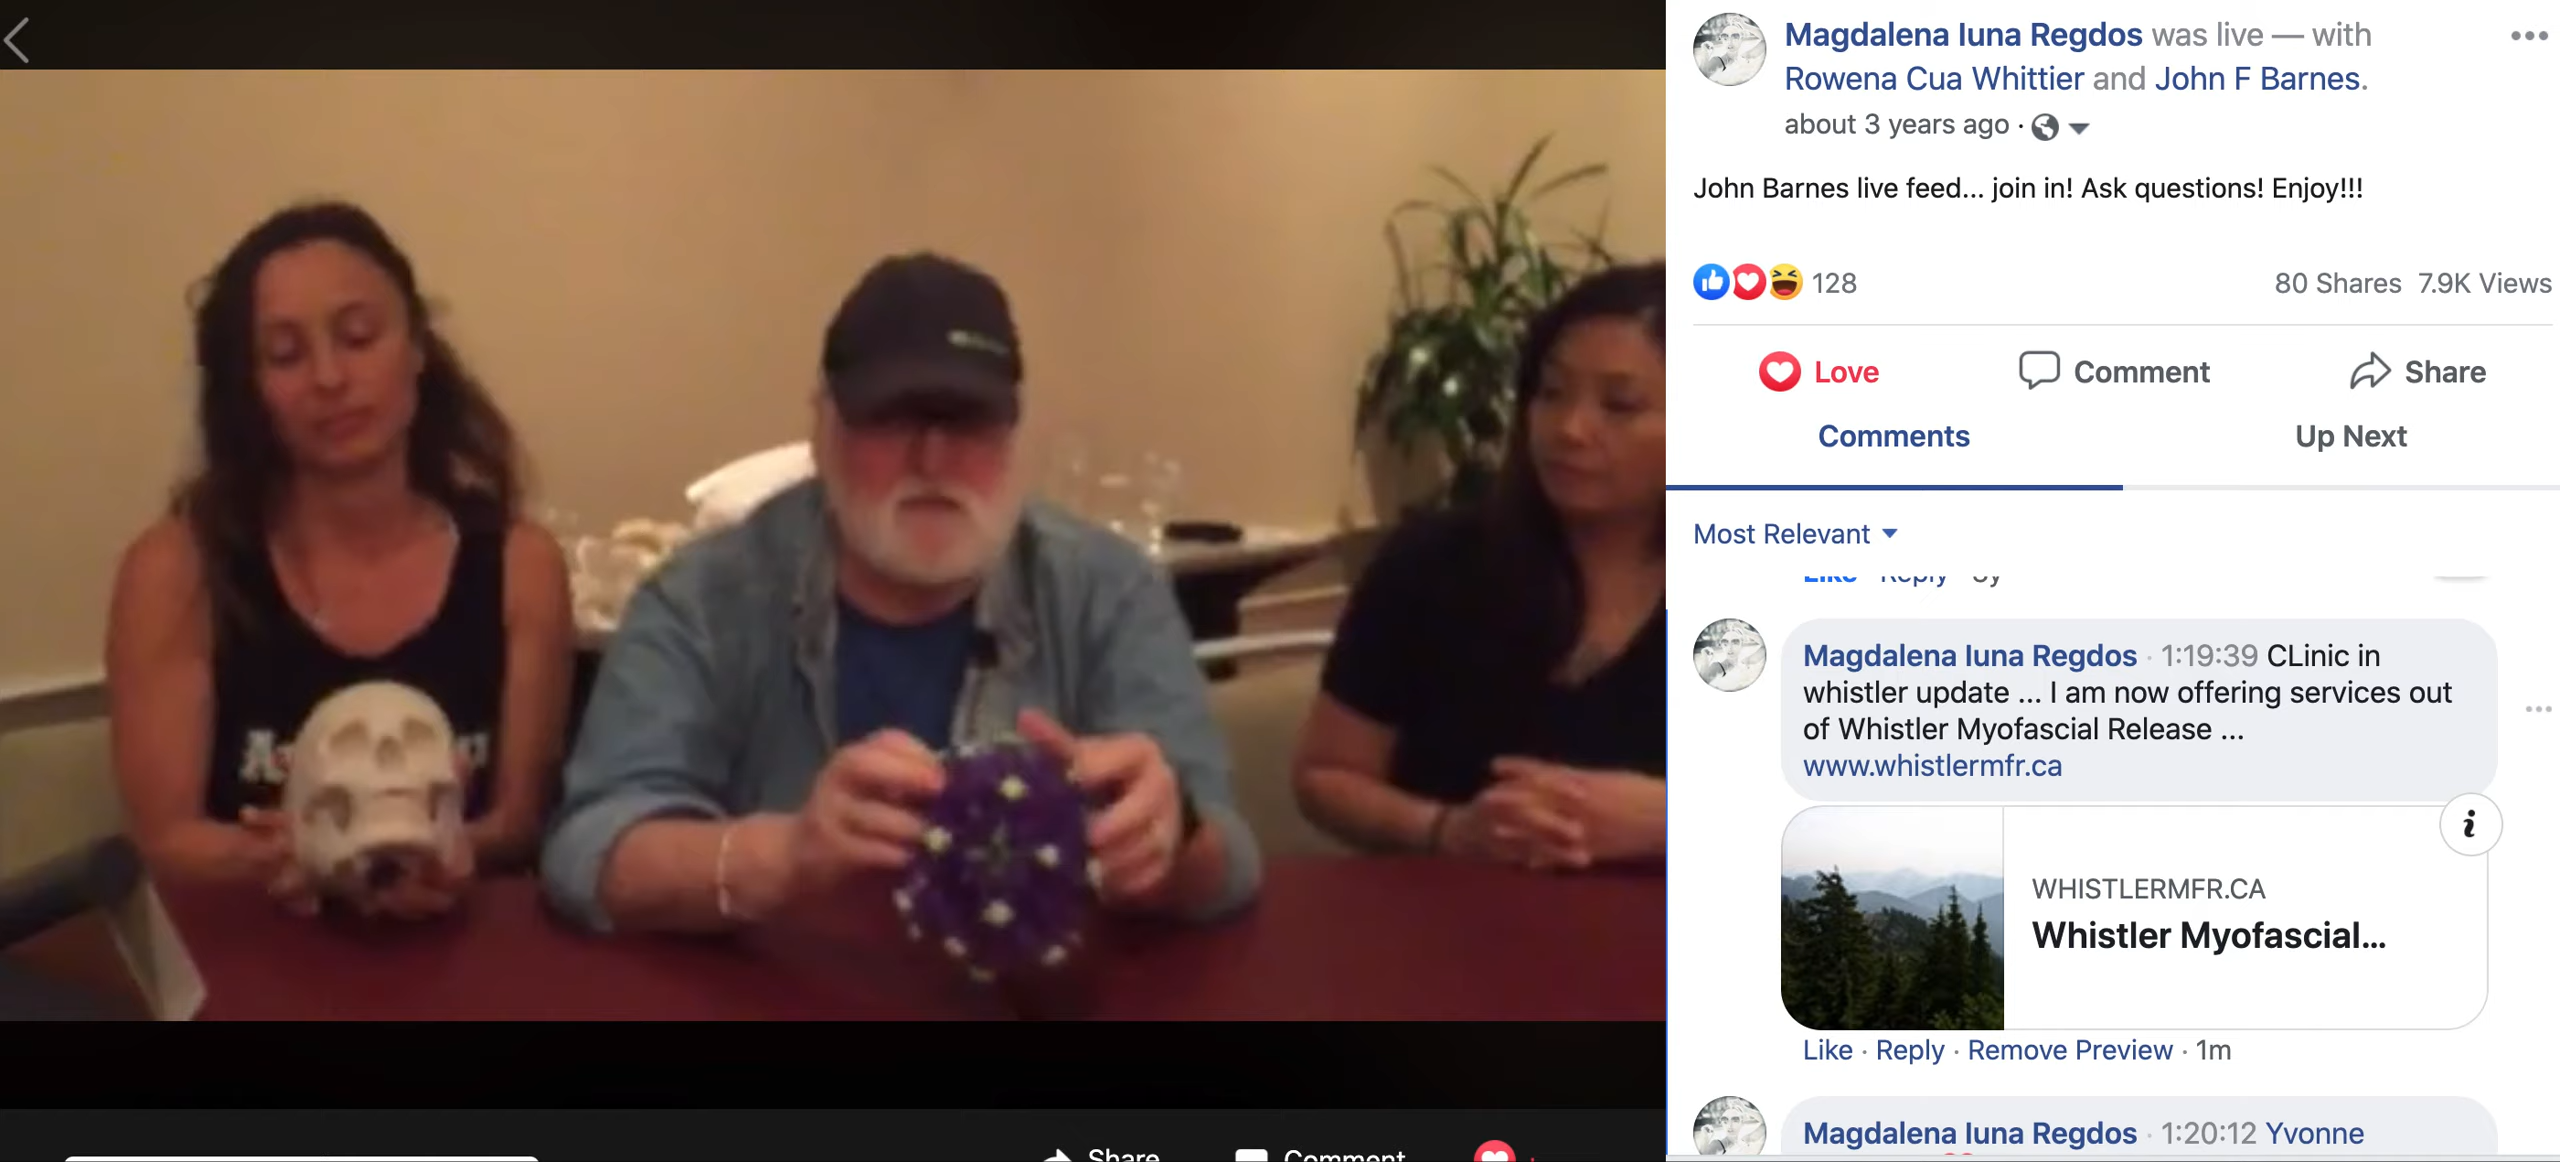 Magdalena Iuna Regdos was live — with
Rowena Cua Whittier and John F Barnes.
about 3 years ago ·
John Barnes live feed... join in! Ask questions! Enjoy!!!
128
80 Shares 7.9K Views
Love
Comment
Share
Comments
Up Next
Most Relevant
Like Reply 3y
Magdalena Iuna Regdos · 1:19:39 CLinic in
whistler update ... I am now offering services out
of Whistler Myofascial Release ...
www.whistlermfr.ca
WHISTLERMFR.CA
Whistler Myofascial...
Like · Reply · Remove Preview · 1m
Magdalena Iuna Regdos · 1:20:12 Yvonne
Share
Comment